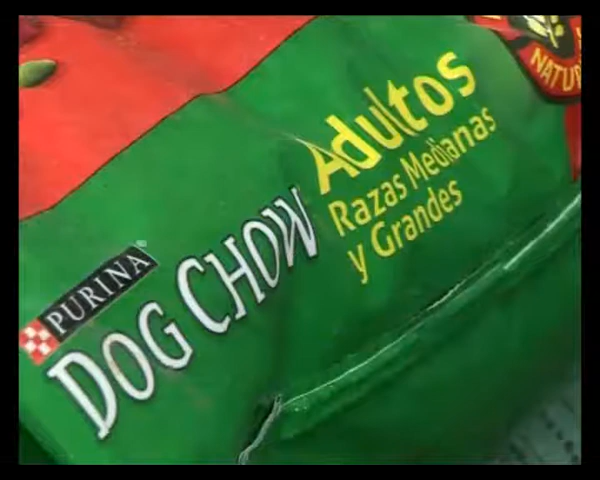 PURINA®
DOG CHOW
Adultos
Razas Medianas
y Grandes